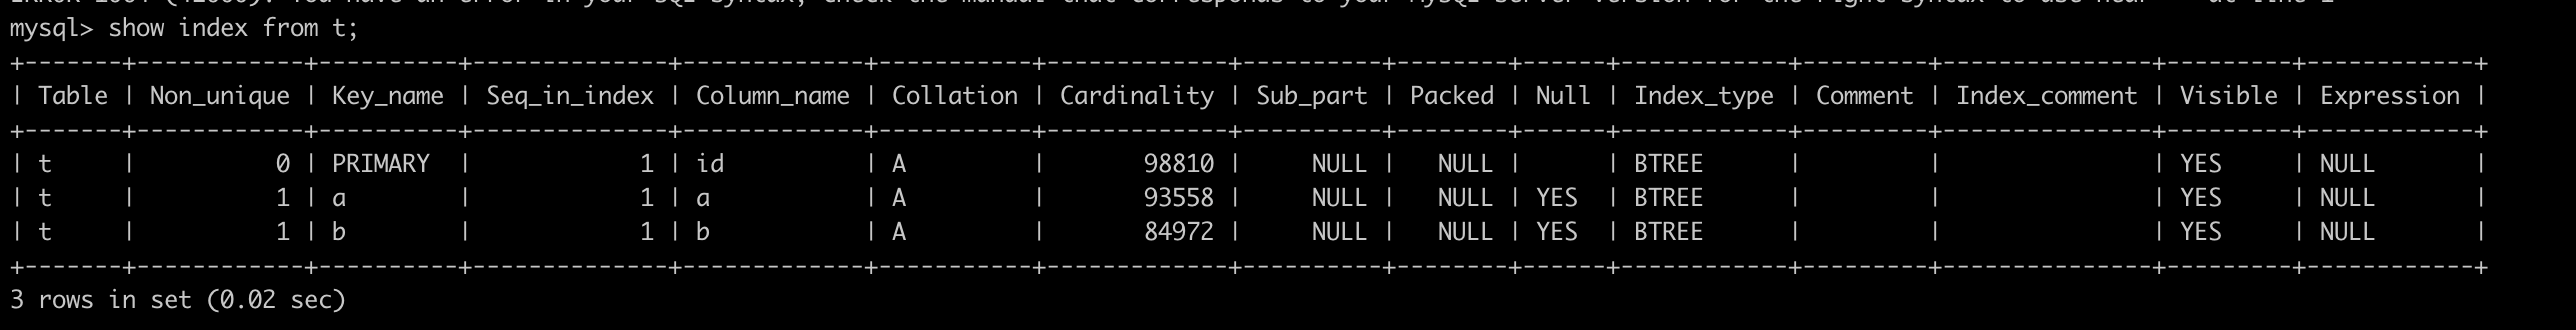 mysql> show index from t;
+-------+------------+----------+--------------+-------------+-----------+-------------+----------+--------+------+------------+---------+---------------+---------+------------+
| Table | Non_unique | Key_name | Seq_in_index | Column_name | Collation | Cardinality | Sub_part | Packed | Null | Index_type | Comment | Index_comment | Visible | Expression |
+-------+------------+----------+--------------+-------------+-----------+-------------+----------+--------+------+------------+---------+---------------+---------+------------+
| t     |          0 | PRIMARY  |            1 | id          | A         |       98810 |     NULL |   NULL |      | BTREE      |         |               | YES     | NULL       |
| t     |          1 | a        |            1 | a           | A         |       93558 |     NULL |   NULL | YES  | BTREE      |         |               | YES     | NULL       |
| t     |          1 | b        |            1 | b           | A         |       84972 |     NULL |   NULL | YES  | BTREE      |         |               | YES     | NULL       |
+-------+------------+----------+--------------+-------------+-----------+-------------+----------+--------+------+------------+---------+---------------+---------+------------+
3 rows in set (0.02 sec)